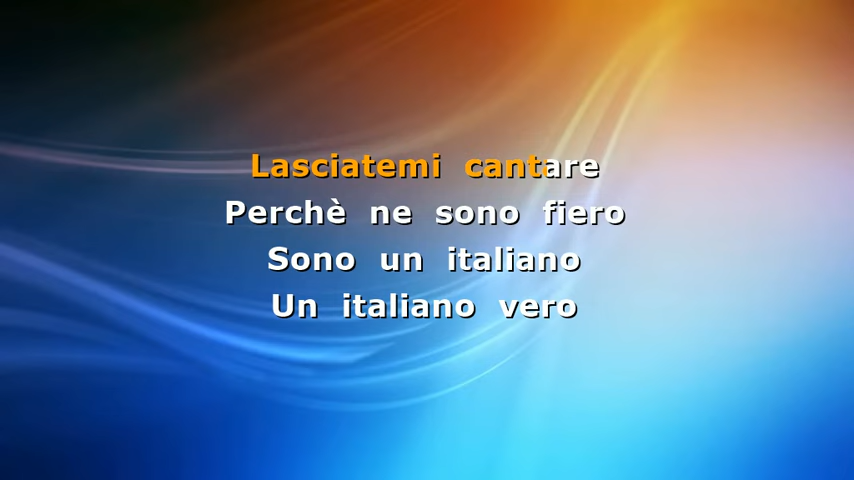 Lasciatemi cantare
Perchè ne sono fiero
Sono un italiano
Un italiano vero